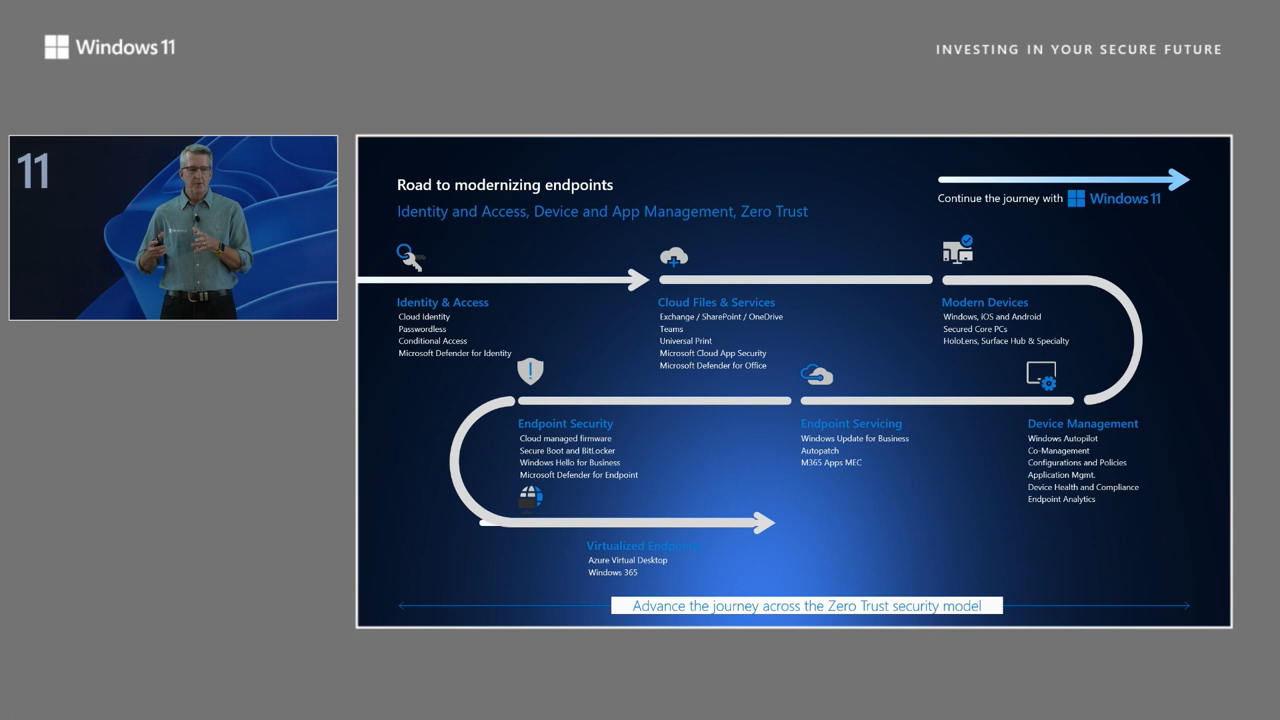 Windows 11
INVESTING IN YOUR SECURE FUTURE
11
Road to modernizing endpoints
Identity and Access, Device and App Management, Zero Trust
Continue the journey with Windows 11
Identity & Access
Cloud Identity
Passwordless
Conditional Access
Microsoft Defender for Identity
Cloud Files & Services
Exchange / SharePoint / OneDrive
Teams
Universal Print
Microsoft Cloud App Security
Microsoft Defender for Office
Modern Devices
Windows, iOS and Android
Secured Core PCs
HoloLens, Surface Hub & Specialty
Device Management
Windows Autopilot
Co-Management
Configurations and Policies
Application Mgmt.
Device Health and Compliance
Endpoint Analytics
Endpoint Servicing
Windows Update for Business
Autopatch
M365 Apps MEC
Endpoint Security
Cloud managed firmware
Secure Boot and BitLocker
Windows Hello for Business
Microsoft Defender for Endpoint
Virtualized Endpoints
Azure Virtual Desktop
Windows 365
Advance the journey across the Zero Trust security model